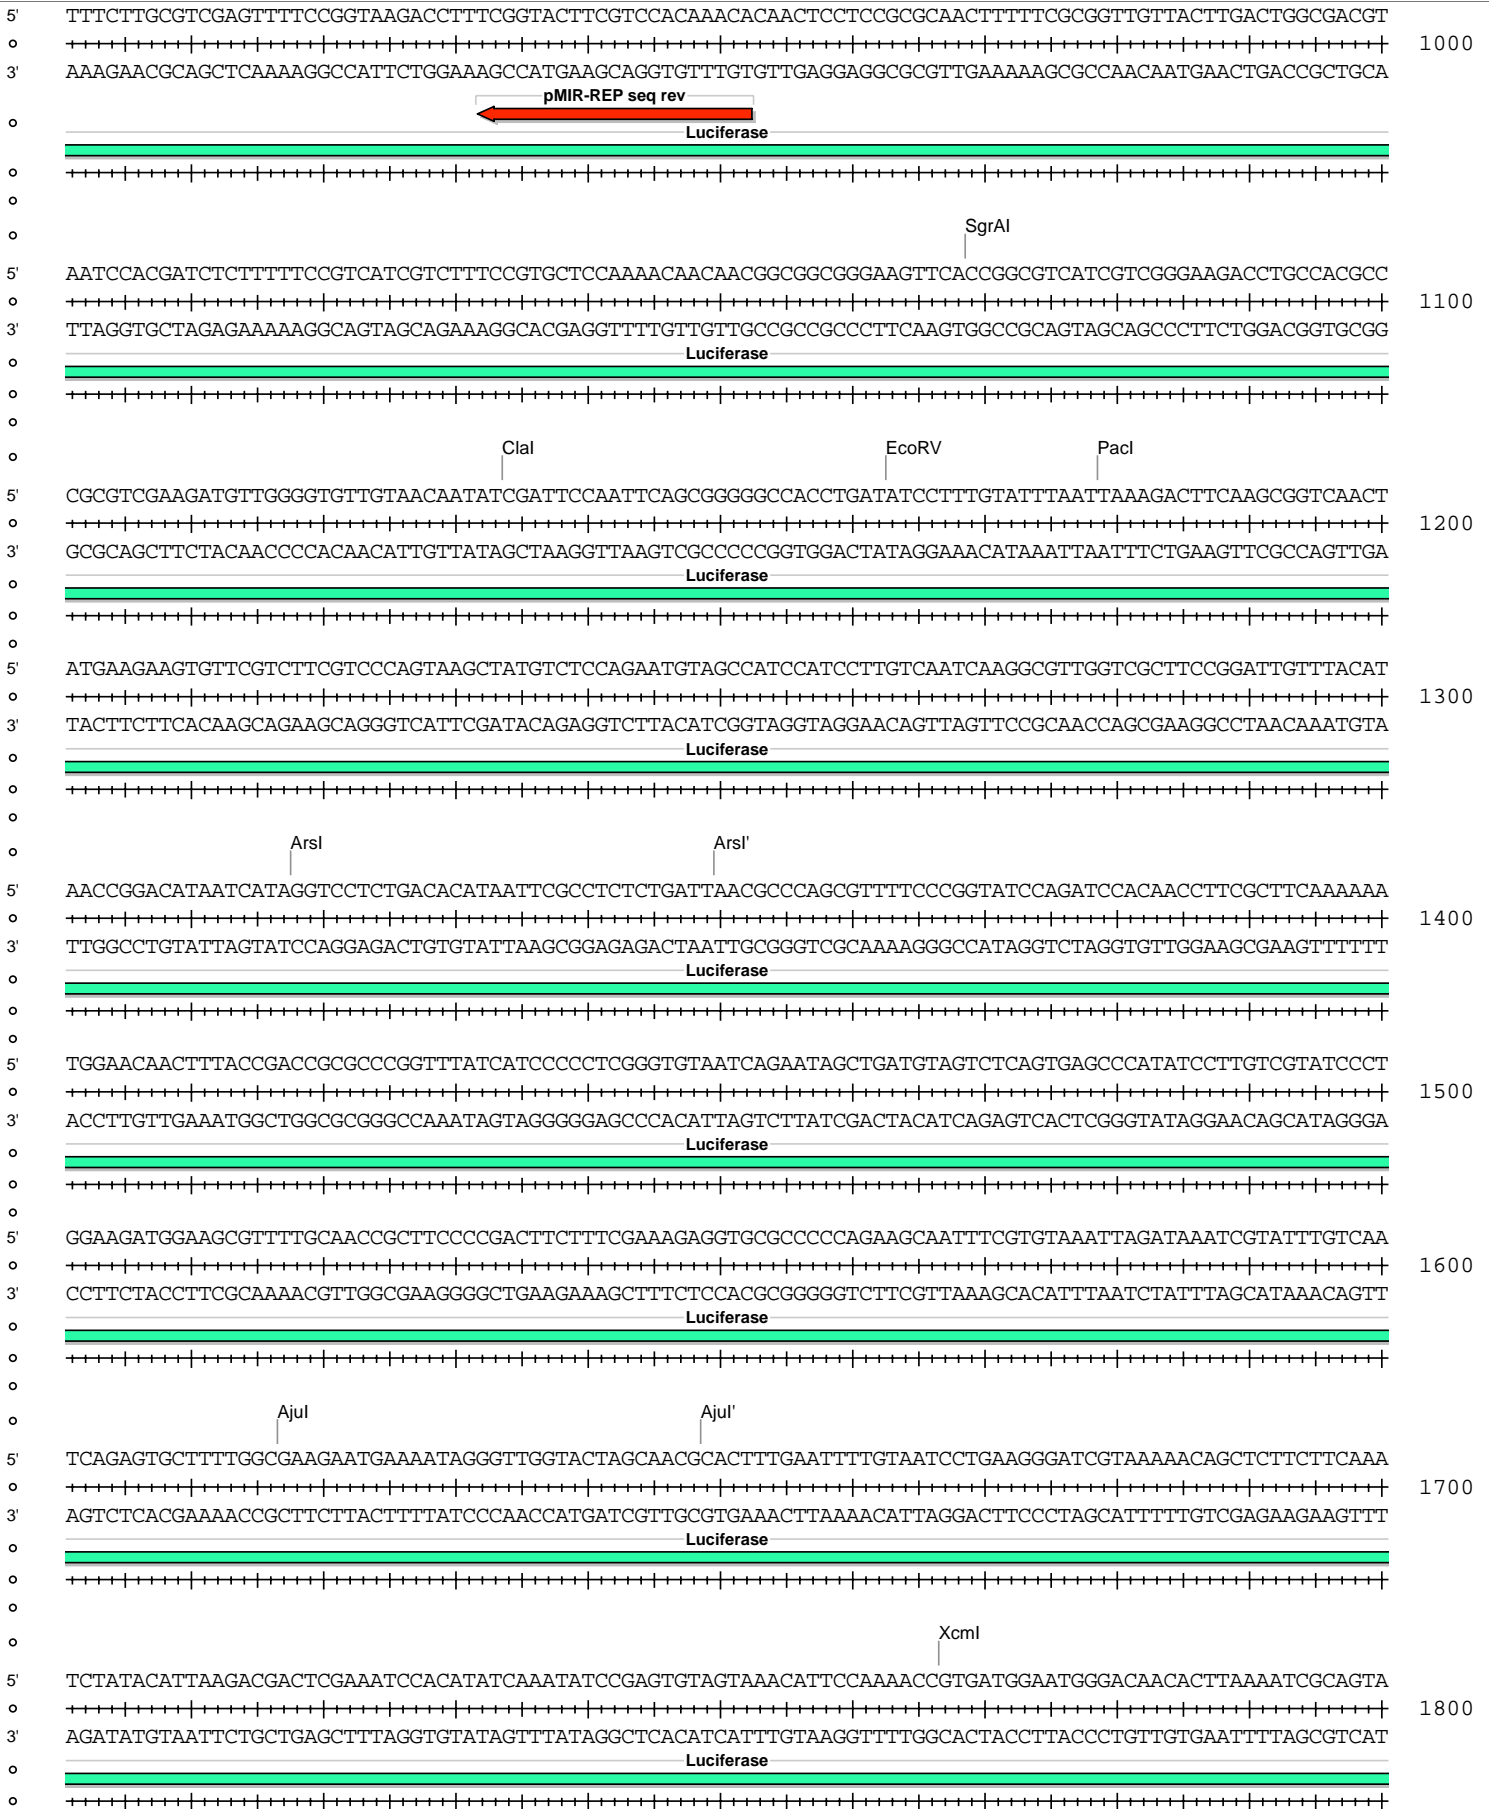 5' TTTCTTGCGTCGAGTTTTCCGGTAAGACCTTTCGGTACTTCGTCCACAAACACAACTCCTCCGCGCAACTTTTTCGCGGTTGTTACTTGACTGGCGACGT
1000
3' AAAGAACGCAGCTCAAAAGGCCATTCTGGAAAGCCATGAAGCAGGTGTTTGTGTTGAGGAGGCGCGTTGAAAAAGCGCCAACAATGAACTGACCGCTGCA
pMIR-REP seq rev
Luciferase
SgrAI
5' AATCCACGATCTCTTTTTCCGTCATCGTCTTTCCGTGCTCCAAAACAACAACGGCGGCGGGAAGTTCACCGGCGTCATCGTCGGGAAGACCTGCCACGCC
1100
3' TTAGGTGCTAGAGAAAAAGGCAGTAGCAGAAAGGCACGAGGTTTTGTTGTTGCCGCCGCCCTTCAAGTGGCCGCAGTAGCAGCCCTTCTGGACGGTGCGG
Luciferase
ClaI EcoRV PacI
5' CGCGTCGAAGATGTTGGGGTGTTGTAACAATATCGATTCCAATTCAGCGGGGGCCACCTGATATCCTTTGTATTTAATTAAAGACTTCAAGCGGTCAACT
1200
3' GCGCAGCTTCTACAACCCCACAACATTGTTATAGCTAAGGTTAAGTCGCCCCCGGTGGACTATAGGAAACATAAATTAATTTCTGAAGTTCGCCAGTTGA
Luciferase
5' ATGAAGAAGTGTTCGTCTTCGTCCCAGTAAGCTATGTCTCCAGAATGTAGCCATCCATCCTTGTCAATCAAGGCGTTGGTCGCTTCCGGATTGTTTACAT
1300
3' TACTTCTTCACAAGCAGAAGCAGGGTCATTCGATACAGAGGTCTTACATCGGTAGGTAGGAACAGTTAGTTCCGCAACCAGCGAAGGCCTAACAAATGTA
Luciferase
ArsI ArsI'
5' AACCGGACATAATCATAGGTCCTCTGACACATAATTCGCCTCTCTGATTAACGCCCAGCGTTTTCCCGGTATCCAGATCCACAACCTTCGCTTCAAAAAA
1400
3' TTGGCCTGTATTAGTATCCAGGAGACTGTGTATTAAGCGGAGAGACTAATTGCGGGTCGCAAAAGGGCCATAGGTCTAGGTGTTGGAAGCGAAGTTTTTT
Luciferase
5' TGGAACAACTTTACCGACCGCGCCCGGTTTATCATCCCCCTCGGGTGTAATCAGAATAGCTGATGTAGTCTCAGTGAGCCCATATCCTTGTCGTATCCCT
1500
3' ACCTTGTTGAAATGGCTGGCGCGGGCCAAATAGTAGGGGGAGCCCACATTAGTCTTATCGACTACATCAGAGTCACTCGGGTATAGGAACAGCATAGGGA
Luciferase
5' GGAAGATGGAAGCGTTTTGCAACCGCTTCCCCGACTTCTTTCGAAAGAGGTGCGCCCCCAGAAGCAATTTCGTGTAAATTAGATAAATCGTATTTGTCAA
1600
3' CCTTCTACCTTCGCAAAACGTTGGCGAAGGGGCTGAAGAAAGCTTTCTCCACGCGGGGGTCTTCGTTAAAGCACATTTAATCTATTTAGCATAAACAGTT
Luciferase
AjuI AjuI'
5' TCAGAGTGCTTTTGGCGAAGAATGAAAATAGGGTTGGTACTAGCAACGCACTTTGAATTTTGTAATCCTGAAGGGATCGTAAAAACAGCTCTTCTTCAAA
1700
3' AGTCTCACGAAAACCGCTTCTTACTTTTATCCCAACCATGATCGTTGCGTGAAACTTAAAACATTAGGACTTCCCTAGCATTTTTGTCGAGAAGAAGTTT
Luciferase
XcmI
5' TCTATACATTAAGACGACTCGAAATCCACATATCAAATATCCGAGTGTAGTAAACATTCCAAAACCGTGATGGAATGGGACAACACTTAAAATCGCAGTA
1800
3' AGATATGTAATTCTGCTGAGCTTTAGGTGTATAGTTTATAGGCTCACATCATTTGTAAGGTTTTGGCACTACCTTACCCTGTTGTGAATTTTAGCGTCAT
Luciferase